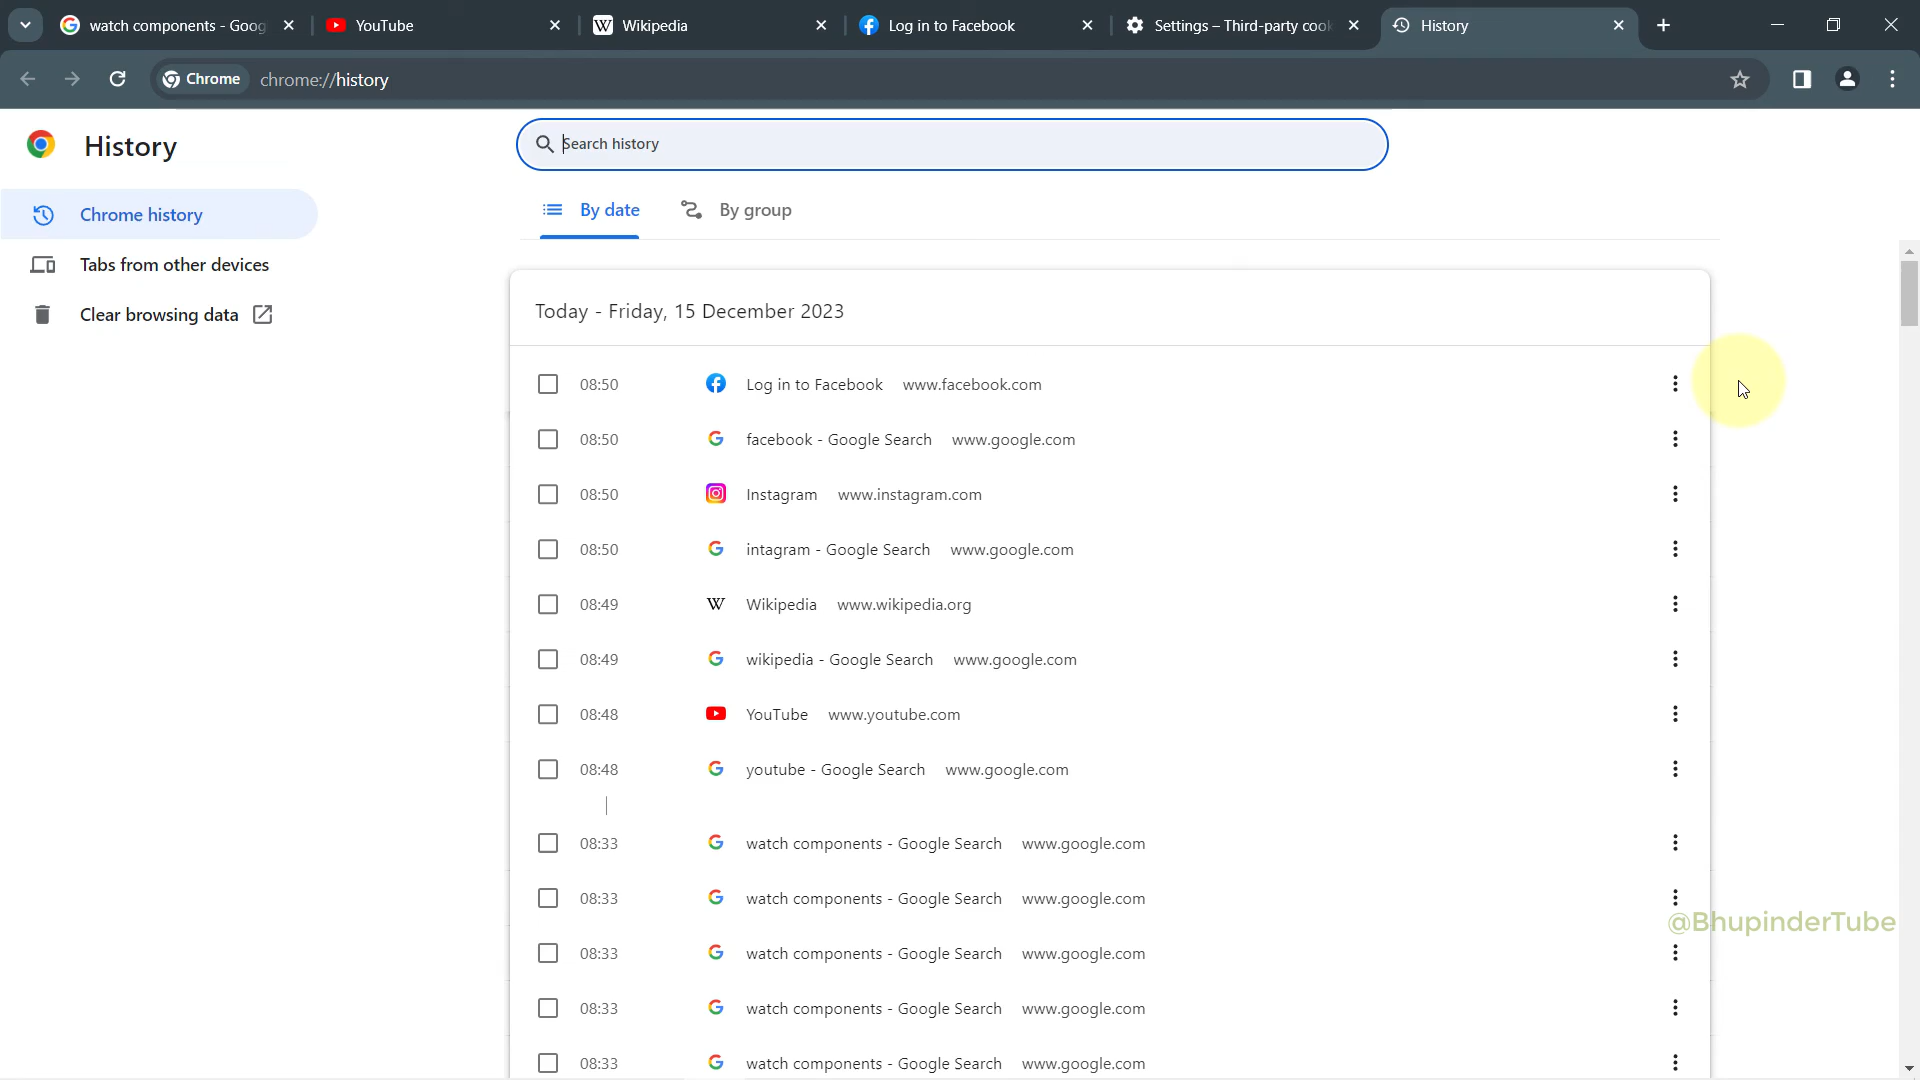 watch components - Goog
YouTube
Wikipedia
Log in to Facebook
Settings – Third-party cook
History
Chrome
chrome://history
History
Search history
Chrome history
Tabs from other devices
Clear browsing data
By date
By group
Today - Friday, 15 December 2023
08:50 Log in to Facebook www.facebook.com
08:50 facebook - Google Search www.google.com
08:50 Instagram www.instagram.com
08:50 intagram - Google Search www.google.com
08:49 W Wikipedia www.wikipedia.org
08:49 wikipedia - Google Search www.google.com
08:48 YouTube www.youtube.com
08:48 youtube - Google Search www.google.com
08:33 watch components - Google Search www.google.com
08:33 watch components - Google Search www.google.com
@BhupinderTube
08:33 watch components - Google Search www.google.com
08:33 watch components - Google Search www.google.com
08:33 watch components - Google Search www.google.com